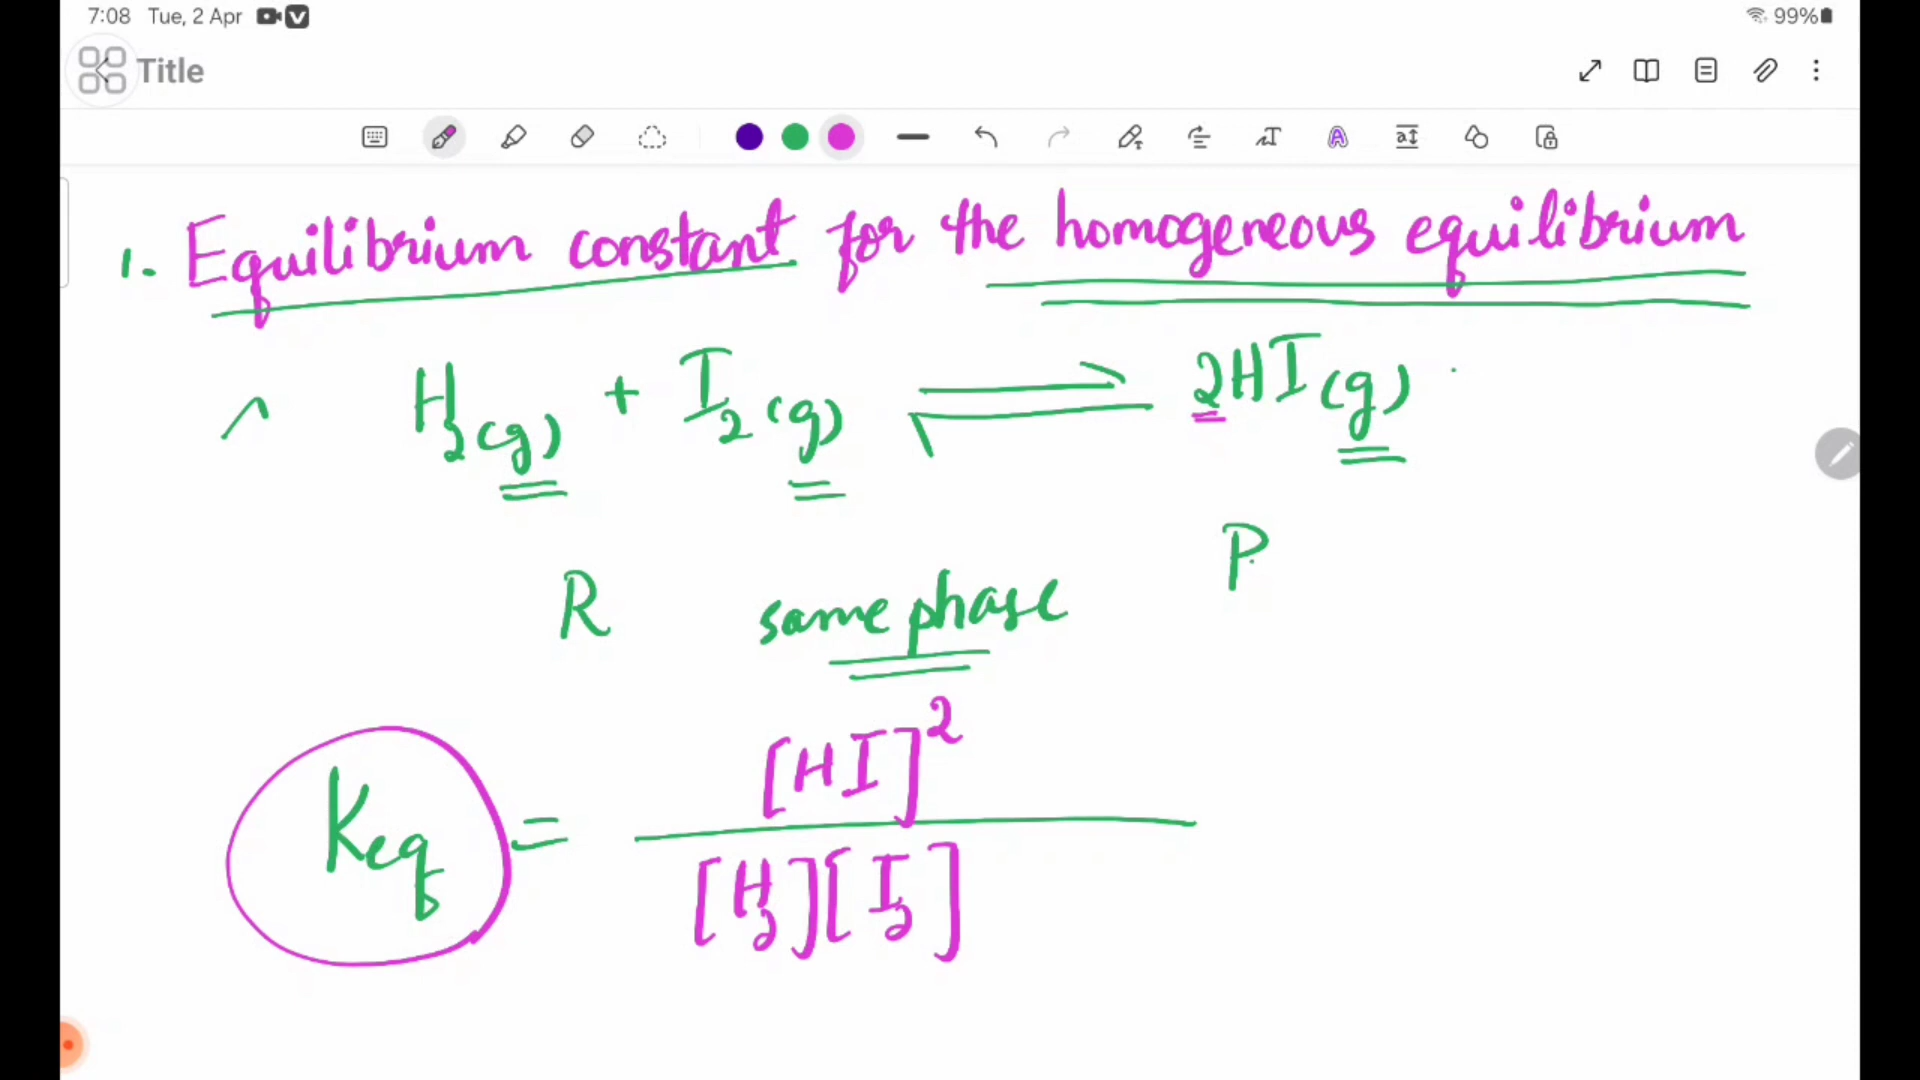 7:08 Tue, 2 Apr 99%
Title
1. Equilibrium constant for the homogeneous equilibrium
H2(g) + I2(g) ⇌ 2HI(g)
R same phase P
Keq = [HI]^2 / [H2][I2]